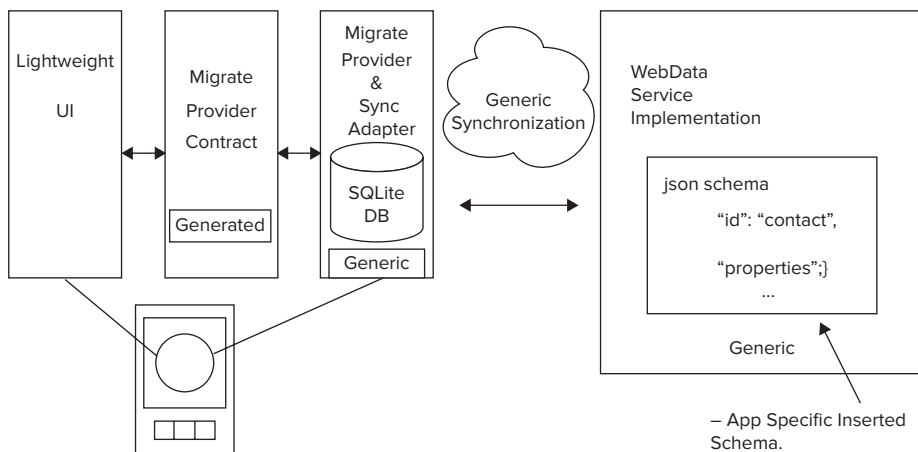 Lightweight
UI
Migrate
Provider
Contract
Generated
Migrate
Provider
&
Sync
Adapter
SQLite
DB
Generic
Generic
Synchronization
WebData
Service
Implementation
json schema
“id”: “contact”,
“properties”;}
...
Generic
– App Specific Inserted
Schema.